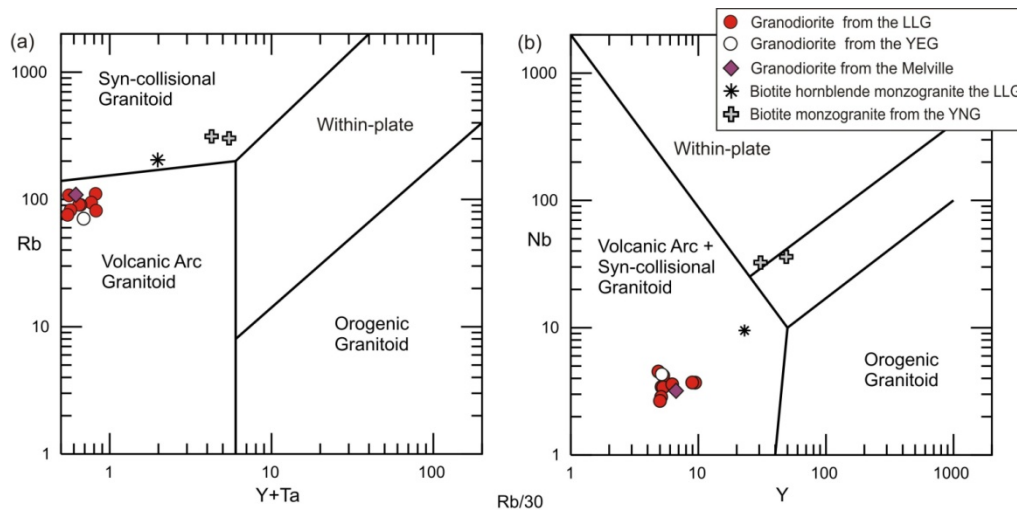 (a)
1000
100
10
1
Rb
Syn-collisional
Granitoid
Within-plate
Volcanic Arc
Granitoid
Orogenic
Granitoid
1
10
100
Y+Ta
Rb/30
(b)
1000
100
10
1
Nb
Within-plate
Volcanic Arc +
Syn-collisional
Granitoid
Orogenic
Granitoid
1
10
100
1000
Y
Granodiorite from the LLG
Granodiorite from the YEG
Granodiorite from the Melville
Biotite hornblende monzogranite the LLG
Biotite monzogranite from the YNG